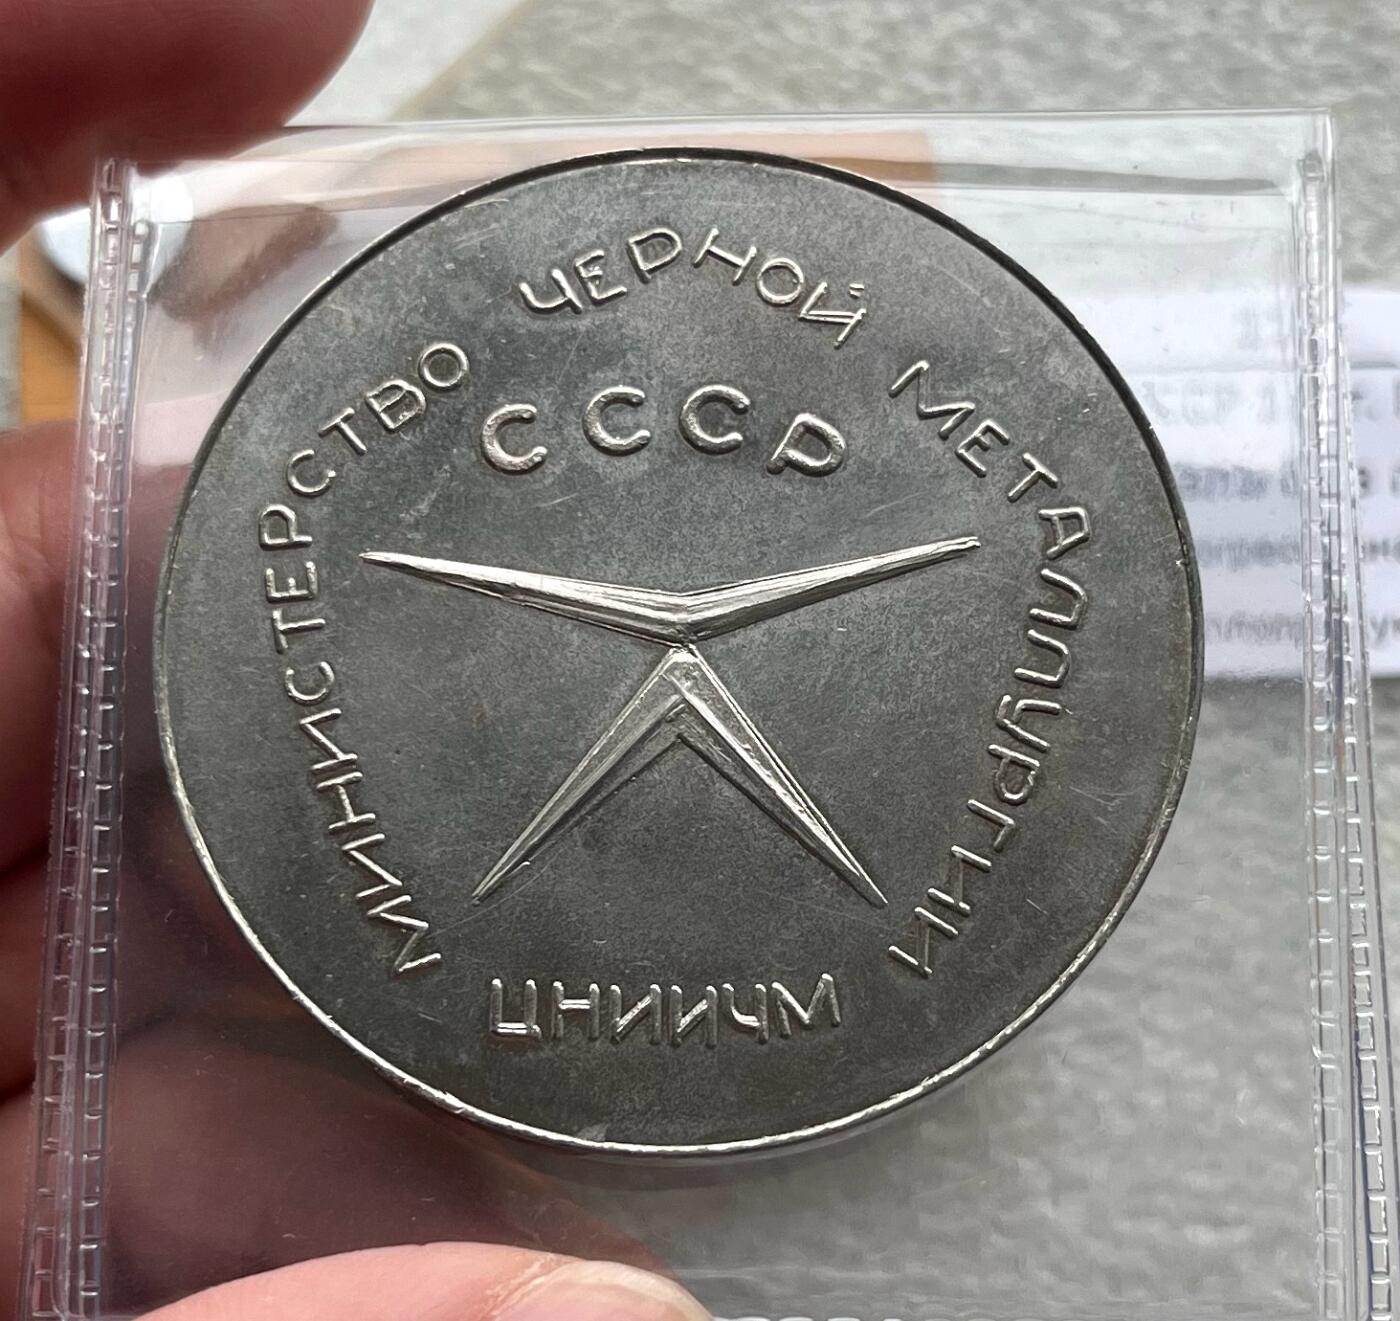 МИНИСТЕРСТВО ЧЕРНОЙ МЕТАЛЛУРГИИ
СССР
ЦНИИЧМ